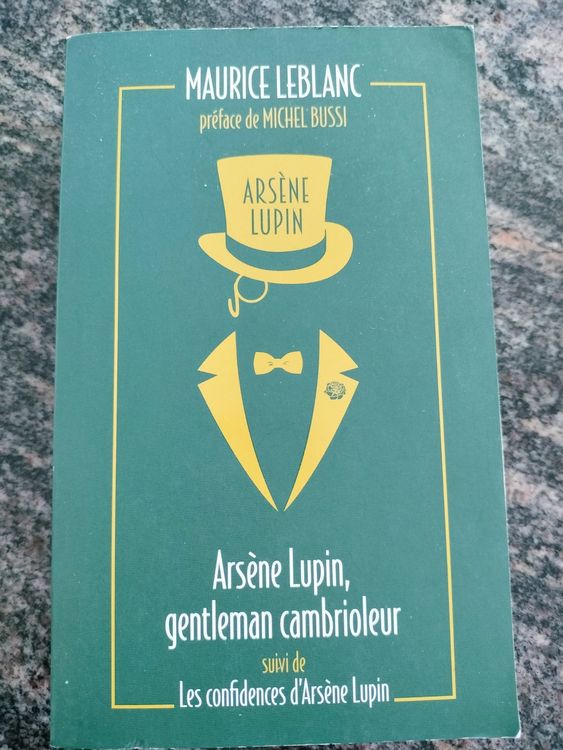 MAURICE LEBLANC
préface de MICHEL BUSSI
ARSÈNE
LUPIN
Arsène Lupin,
gentleman cambrioleur
suivi de
Les confidences d'Arsène Lupin